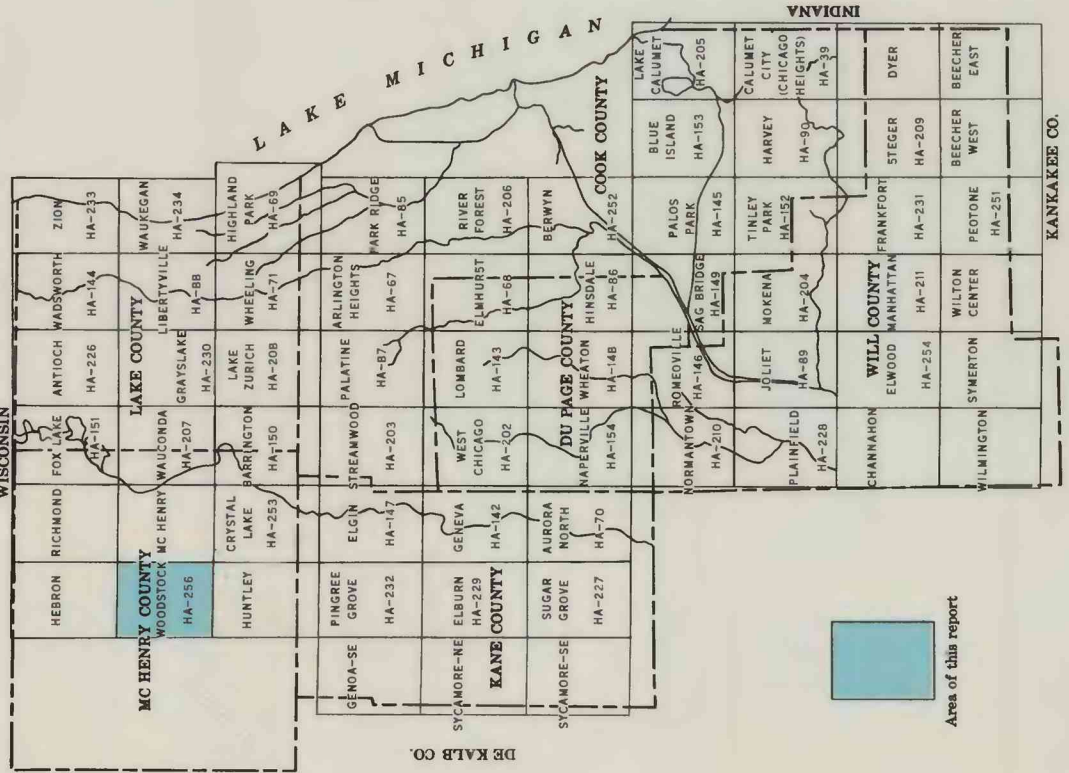 WISCONSIN
HEBRON
RICHMOND
FOX LAKE
HA-151
ANTIOCH
HA-226
WADSWORTH
HA-144
ZION
HA-233
MC HENRY COUNTY
LAKE COUNTY
WOODSTOCK
HA-256
MC HENRY
WAUCONDA
HA-207
GRAYSLAKE
HA-230
LIBERTYVILLE
HA-88
WAUKEGAN
HA-234
HUNTLEY
CRYSTAL
LAKE
HA-253
BARRINGTON
HA-150
LAKE
ZURICH
HA-208
WHEELING
HA-71
HIGHLAND
PARK
HA-69
LAKE MICHIGAN
GENOA-SE
PINGREE
GROVE
HA-232
ELGIN
HA-147
STREAMWOOD
HA-203
PALATINE
HA-87
ARLINGTON
HEIGHTS
HA-67
PARK RIDGE
HA-85
SYCAMORE-NE
ELBURN
HA-229
KANE COUNTY
GENEVA
HA-142
WEST
CHICAGO
HA-202
LOMBARD
HA-143
ELMHURST
HA-68
RIVER
FOREST
HA-206
DU PAGE COUNTY
SYCAMORE-SE
SUGAR
GROVE
HA-227
AURORA
NORTH
HA-70
NAPERVILLE
HA-154
WHEATON
HA-148
HINSDALE
HA-86
BERWYN
HA-252
COOK COUNTY
DE KALB CO.
NORMANTOWN
HA-210
ROMEOVILLE
HA-146
SAG BRIDGE
HA-149
PALOS
PARK
HA-145
BLUE
ISLAND
HA-153
LAKE
CALUMET
HA-205
INDIANA
PLAINFIELD
HA-228
JOLIET
HA-89
MOKENA
HA-204
TINLEY
PARK
HA-152
HARVEY
HA-90
CALUMET
CITY
(CHICAGO
HEIGHTS)
HA-39
WILL COUNTY
CHANNAHON
ELWOOD
HA-254
MANHATTAN
HA-211
FRANKFORT
HA-231
STEGER
HA-209
DYER
WILMINGTON
SYMERTON
WILTON
CENTER
PEOTONE
HA-251
BEECHER
WEST
BEECHER
EAST
KANKAKEE CO.
Area of this report